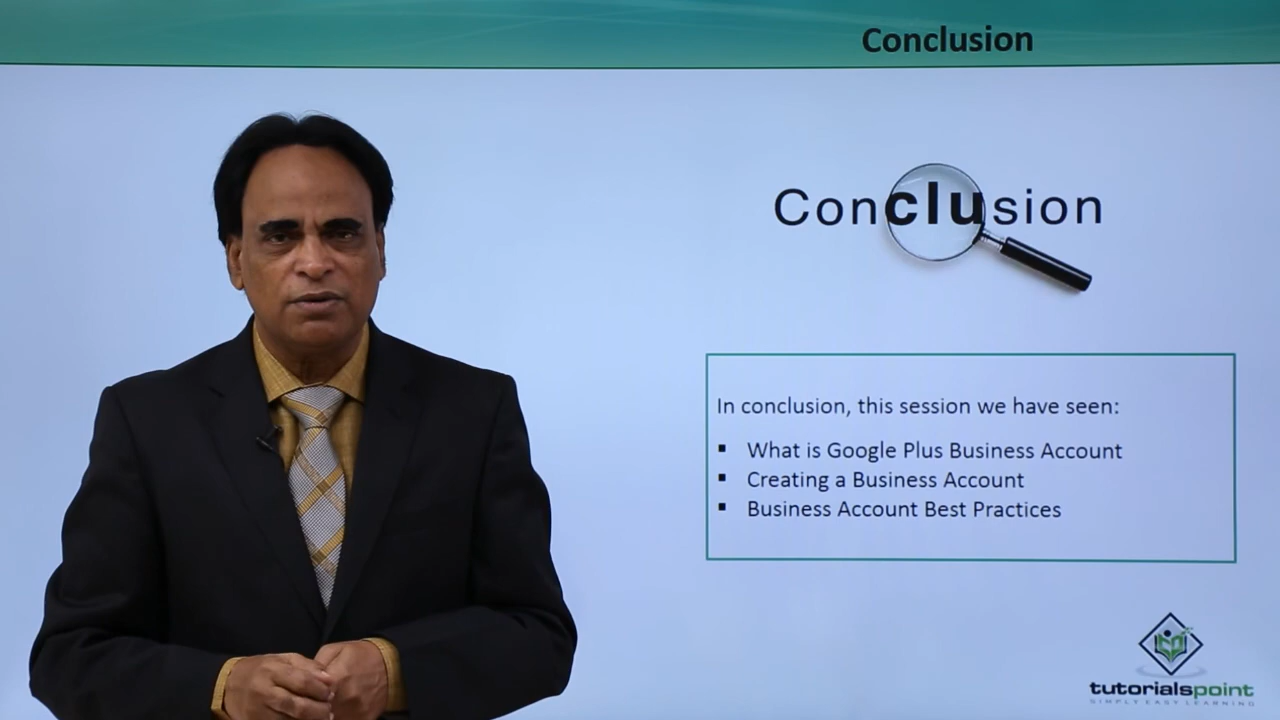 Conclusion
Conclusion
In conclusion, this session we have seen:
▪ What is Google Plus Business Account
▪ Creating a Business Account
▪ Business Account Best Practices
tutorialspoint
SIMPLY EASY LEARNING